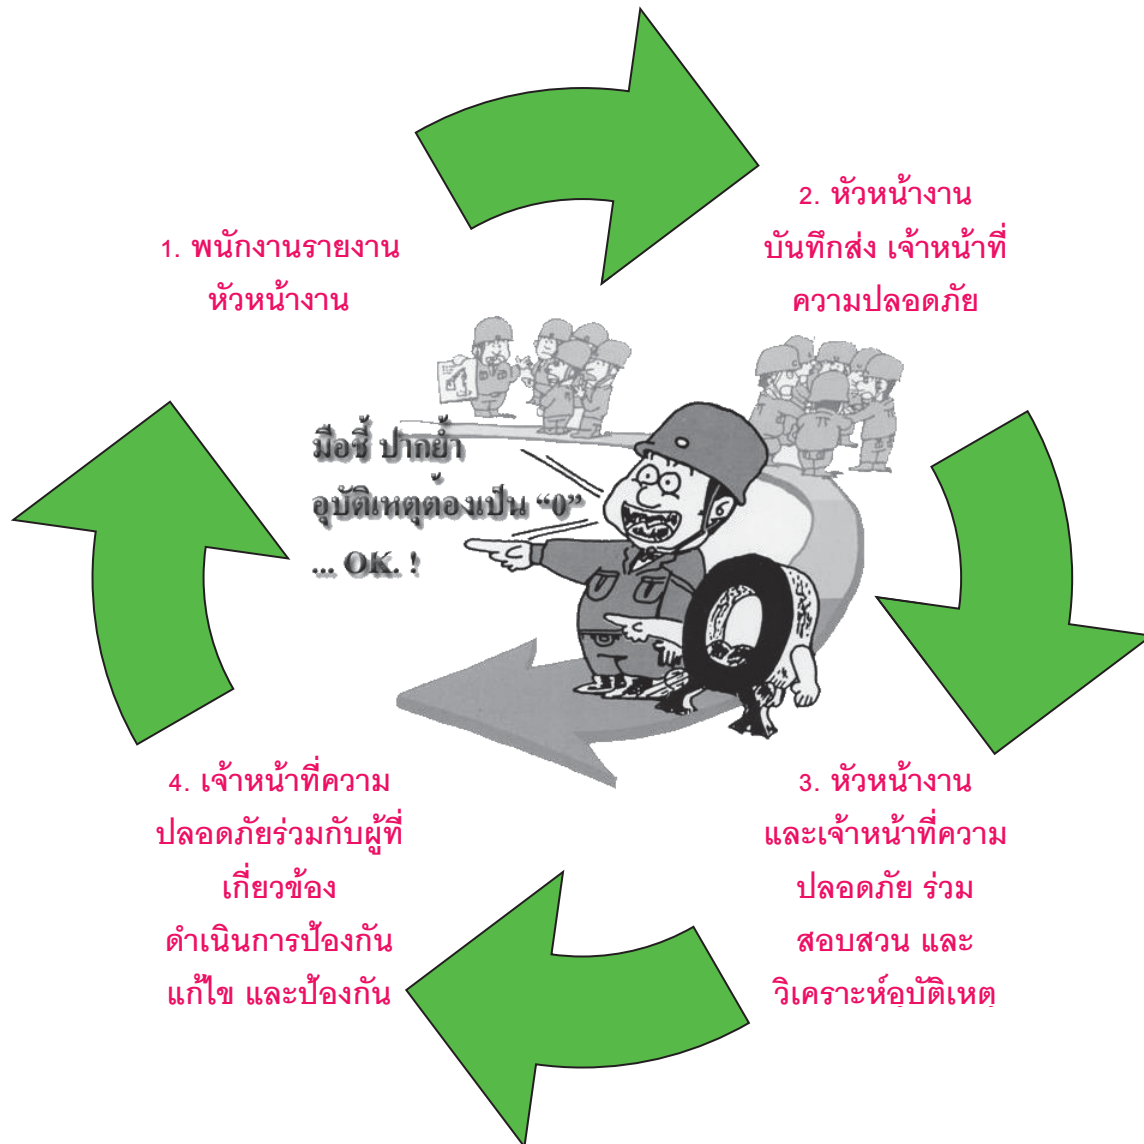 1. พนักงานรายงาน
หัวหน้างาน
2. หัวหน้างาน
บันทึกส่ง เจ้าหน้าที่
ความปลอดภัย
มือชี้ ปากย้ำ
อุบัติเหตุต้องเป็น “0”
... OK. !
3. หัวหน้างาน
และเจ้าหน้าที่ความ
ปลอดภัย ร่วม
สอบสวน และ
วิเคราะห์อุบัติเหตุ
4. เจ้าหน้าที่ความ
ปลอดภัยร่วมกับผู้ที่
เกี่ยวข้อง
ดำเนินการป้องกัน
แก้ไข และป้องกัน